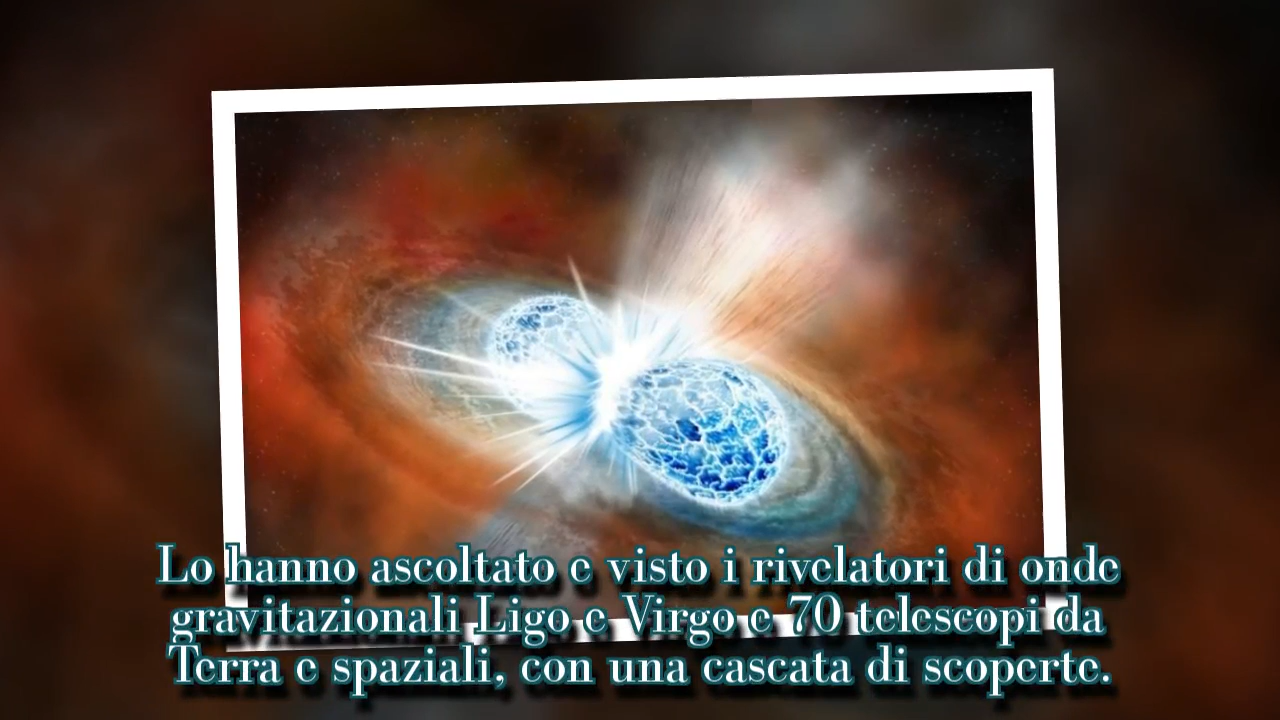 Lo hanno ascoltato e visto i rivelatori di onde
gravitazionali Ligo e Virgo e 70 telescopi da
Terra e spaziali, con una cascata di scoperte.